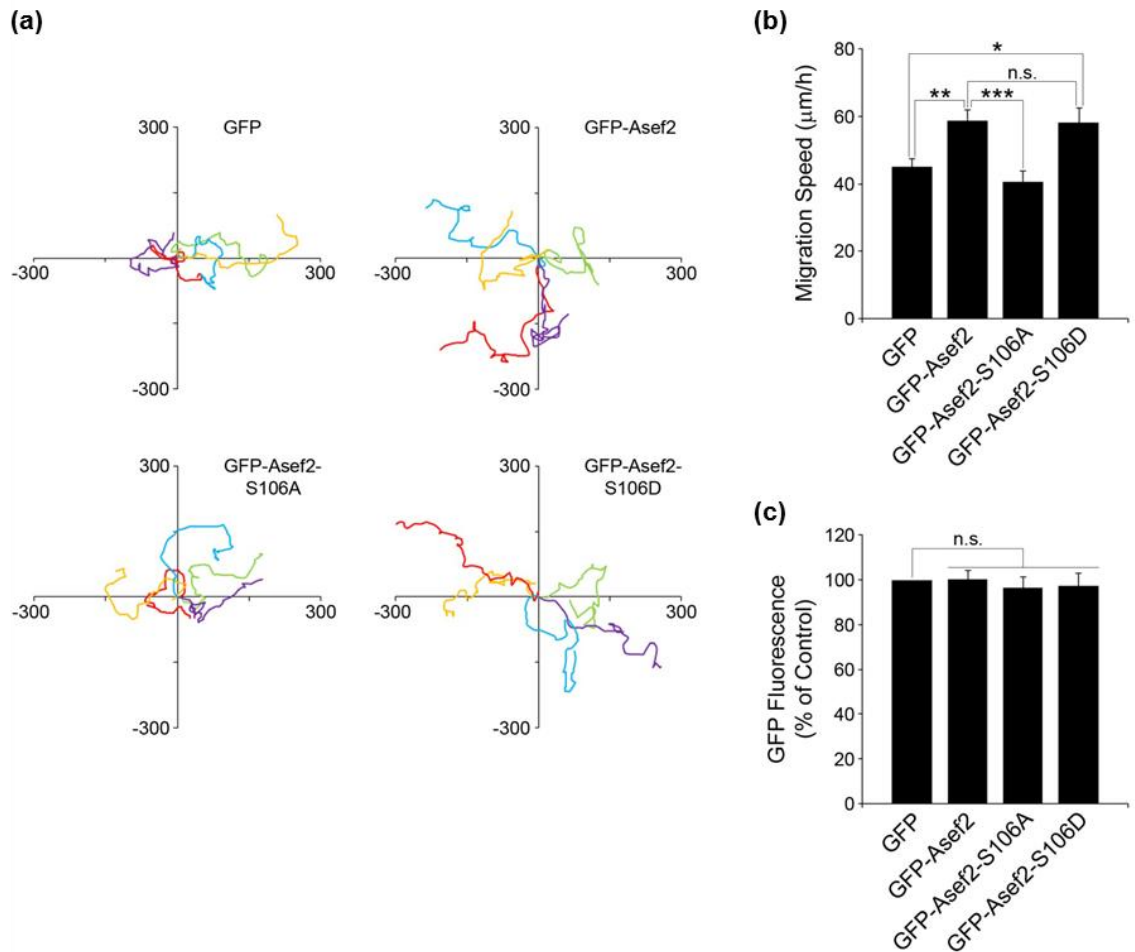 (a)
300
GFP
-300
300
-300
300
GFP-Asef2
-300
300
-300
300
GFP-Asef2-
S106A
-300
300
-300
300
GFP-Asef2-
S106D
-300
300
-300
(b)
Migration Speed (μm/h)
80
60
40
20
0
*
n.s.
** ***
GFP
GFP-Asef2
GFP-Asef2-S106A
GFP-Asef2-S106D
(c)
GFP Fluorescence
(% of Control)
120
100
80
60
40
20
0
n.s.
GFP
GFP-Asef2
GFP-Asef2-S106A
GFP-Asef2-S106D